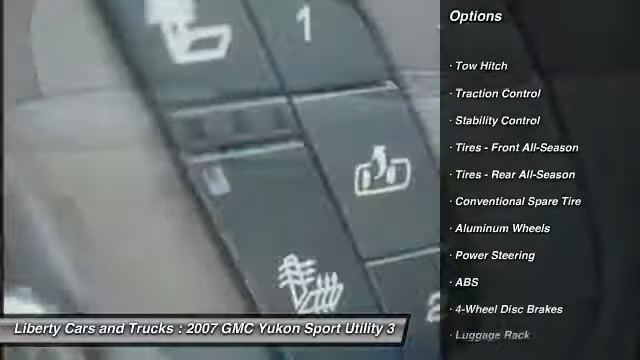 Options
· Tow Hitch
· Traction Control
· Stability Control
· Tires - Front All-Season
· Tires - Rear All-Season
· Conventional Spare Tire
· Aluminum Wheels
· Power Steering
· ABS
· 4-Wheel Disc Brakes
· Luggage Rack
1
2
Liberty Cars and Trucks : 2007 GMC Yukon Sport Utility 3